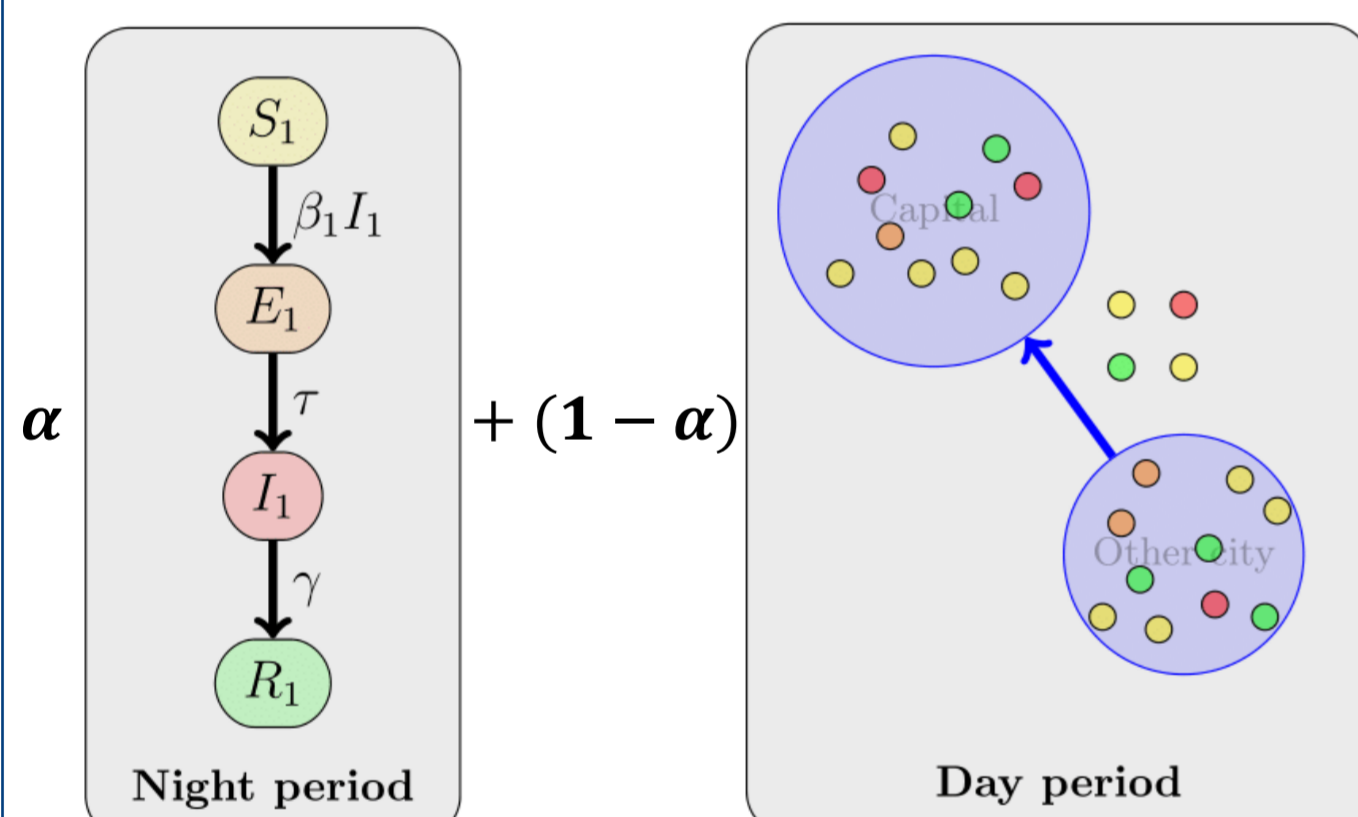 α
S₁
β₁I₁
E₁
τ
I₁
γ
R₁
Night period
+ (1 − α)
Capital
Other city
Day period